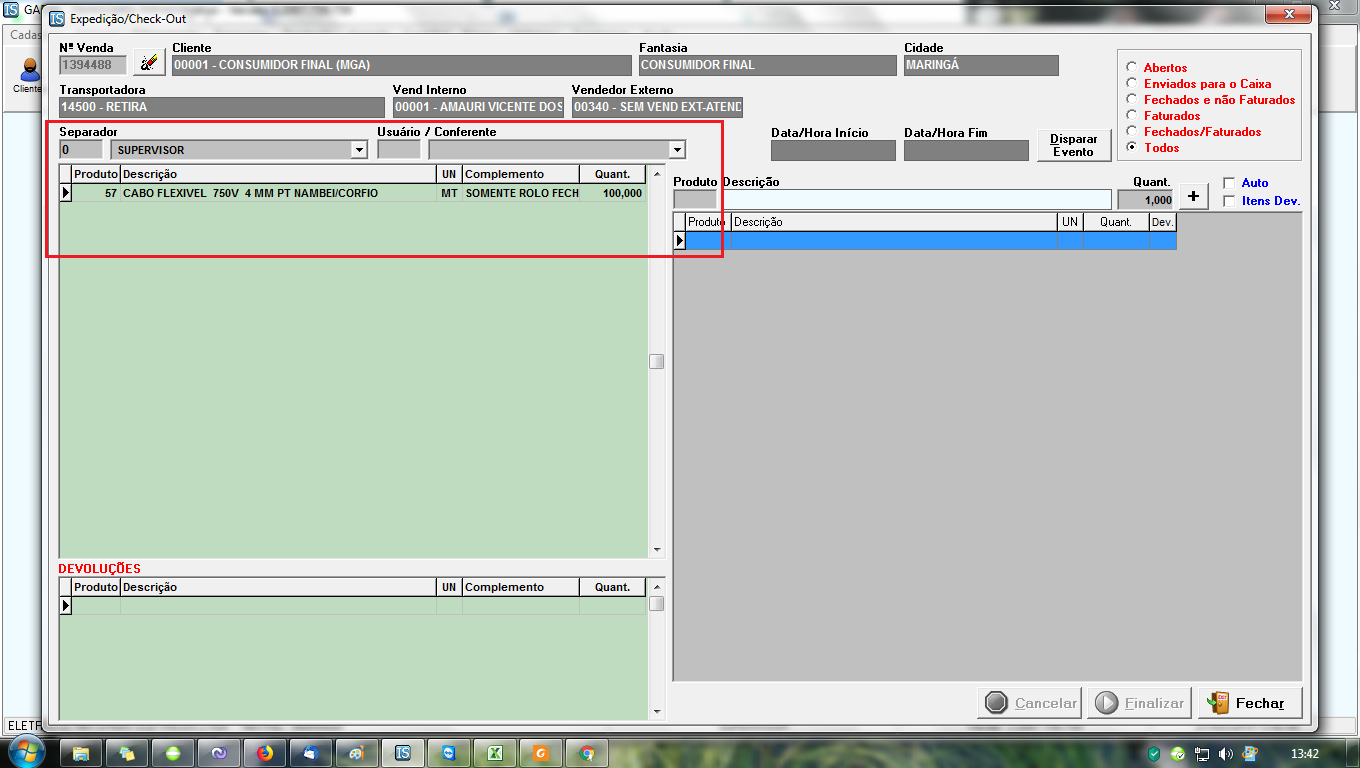 GA
Expedição/Check-Out
Cadas
Cliente
Nª Venda Cliente Fantasia Cidade
1394488 00001 - CONSUMIDOR FINAL (MGA) CONSUMIDOR FINAL MARINGÁ
Transportadora Vend Interno Vendedor Externo
14500 - RETIRA 00001 - AMAURI VICENTE DOS 00340 - SEM VEND EXT-ATEND
Abertos
Enviados para o Caixa
Fechados e não Faturados
Faturados
Fechados/Faturados
Todos
Separador Usuário / Conferente Data/Hora Início Data/Hora Fim
0 SUPERVISOR
Disparar
Evento
Produto Descrição UN Complemento Quant.
57 CABO FLEXIVEL 750V 4 MM PT NAMBEI/CORFIO MT SOMENTE ROLO FECH 100,000
Produto Descrição Quant.
1,000 + Auto
Itens Dev.
Produto Descrição UN Quant. Dev.
DEVOLUÇÕES
Produto Descrição UN Complemento Quant.
Cancelar Finalizar Fechar
ELETF
13:42